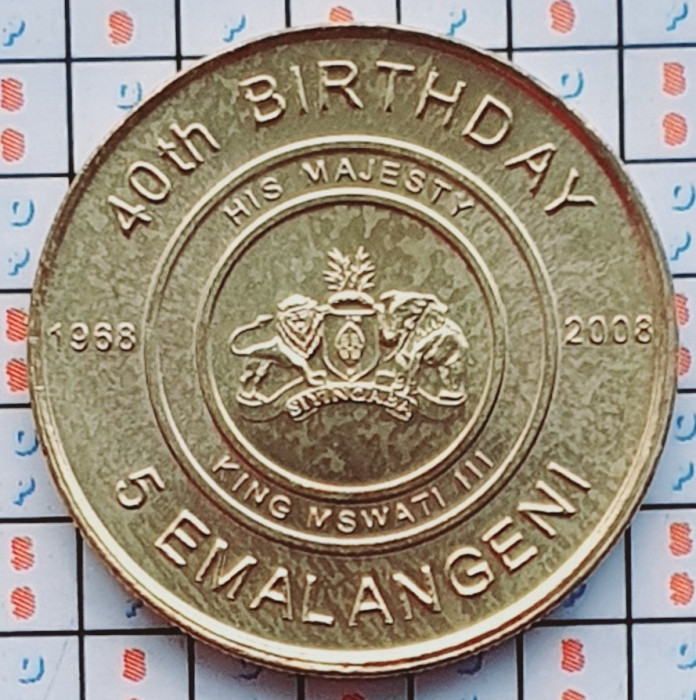 40th BIRTHDAY
HIS MAJESTY
1968
2008
SIYINQABA
KING MSWATI III
5 EMALANGENI